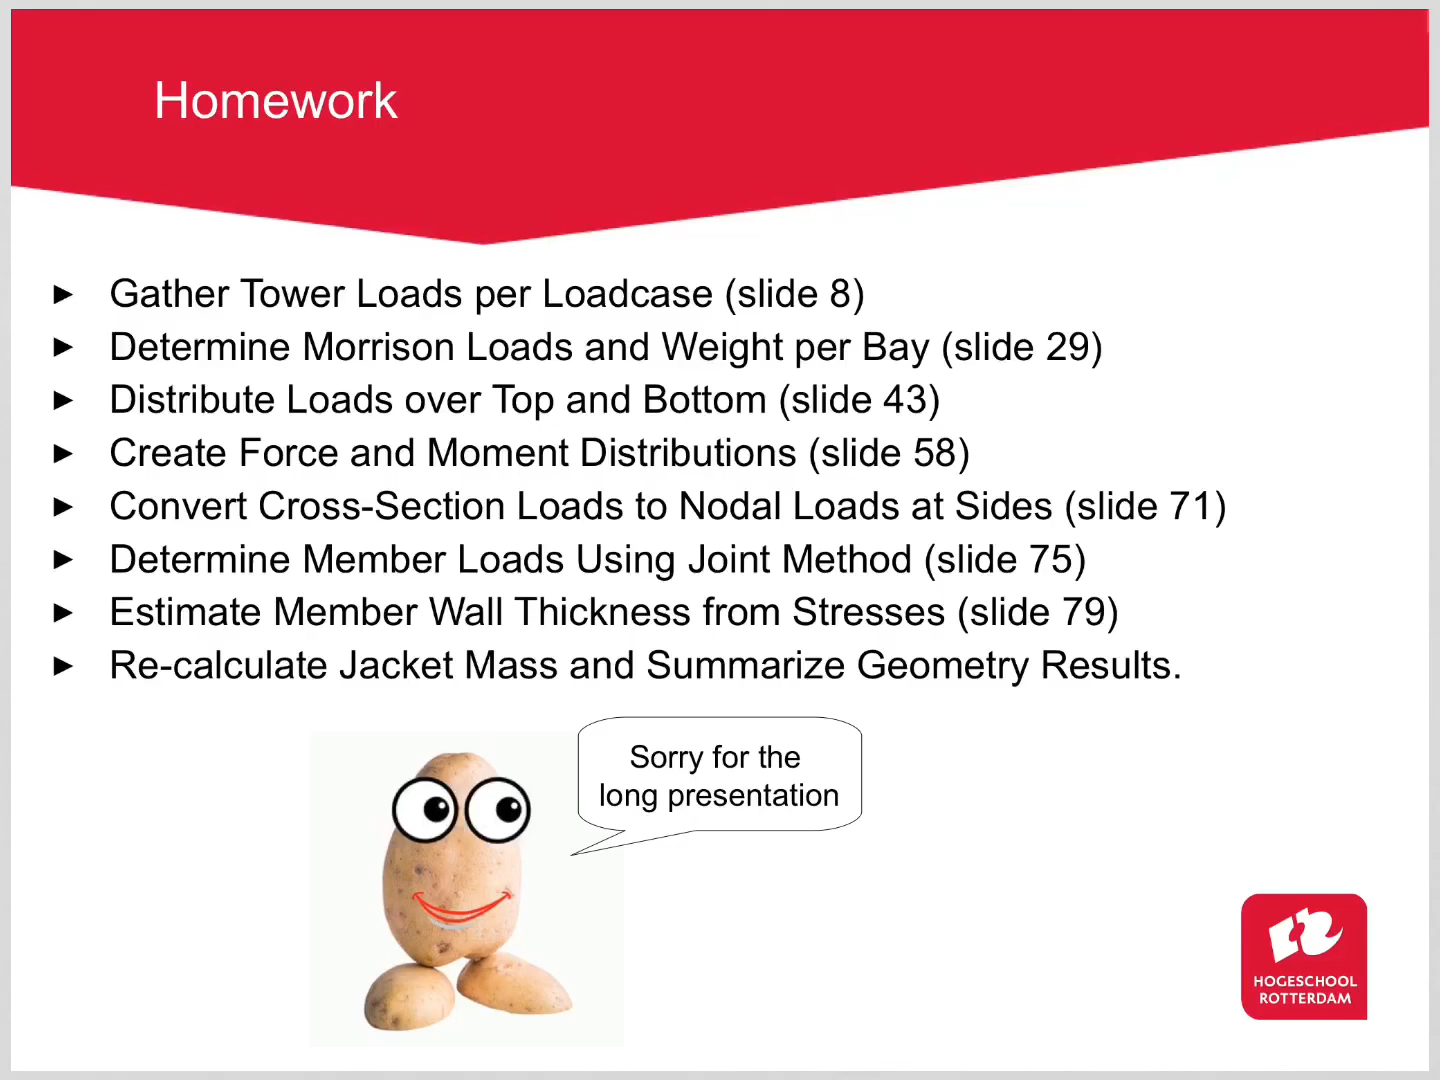 Homework
► Gather Tower Loads per Loadcase (slide 8)
► Determine Morrison Loads and Weight per Bay (slide 29)
► Distribute Loads over Top and Bottom (slide 43)
► Create Force and Moment Distributions (slide 58)
► Convert Cross-Section Loads to Nodal Loads at Sides (slide 71)
► Determine Member Loads Using Joint Method (slide 75)
► Estimate Member Wall Thickness from Stresses (slide 79)
► Re-calculate Jacket Mass and Summarize Geometry Results.
Sorry for the
long presentation
HOGESCHOOL
ROTTERDAM